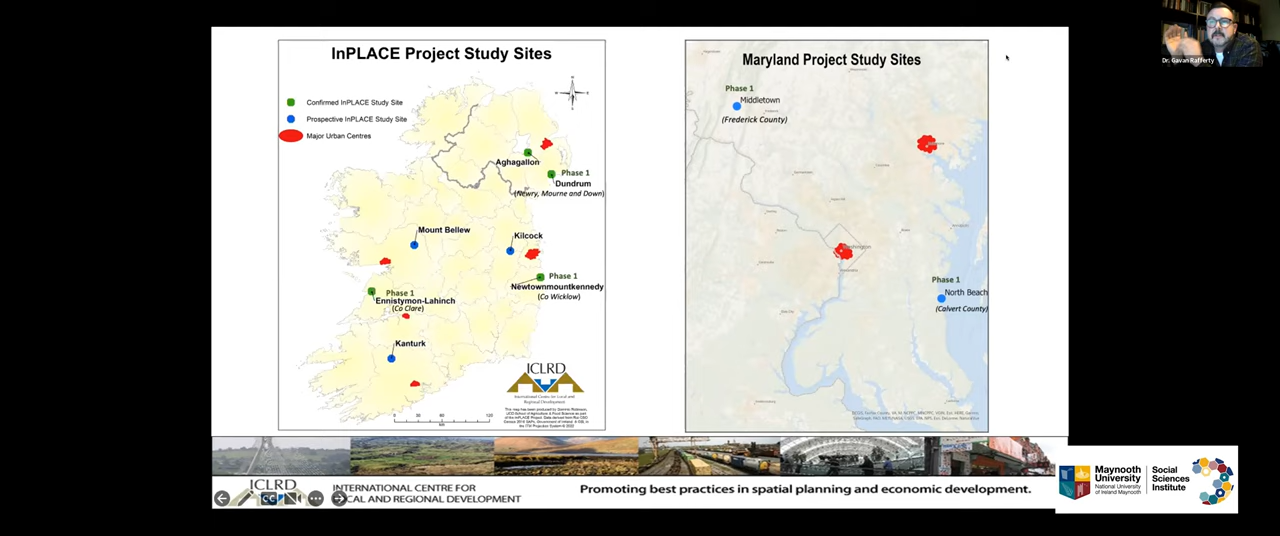 InPLACE Project Study Sites
Confirmed InPLACE Study Site
Prospective InPLACE Study Site
Major Urban Centres
Aghagallon
Phase 1
Dundrum
(Newry, Mourne and Down)
Mount Bellew
Kilcock
Phase 1
Newtownmountkennedy
(Co Wicklow)
Phase 1
Ennistymon-Lahinch
(Co Clare)
Kanturk
ICLRD
International Centre for Local and
Regional Development
Maryland Project Study Sites
Phase 1
Middletown
(Frederick County)
Washington
Phase 1
North Beach
(Calvert County)
Dr. Gavan Rafferty
ICLRD
INTERNATIONAL CENTRE FOR
CAL AND REGIONAL DEVELOPMENT
Promoting best practices in spatial planning and economic development.
CC
Maynooth
University
National University
of Ireland Maynooth
Social
Sciences
Institute